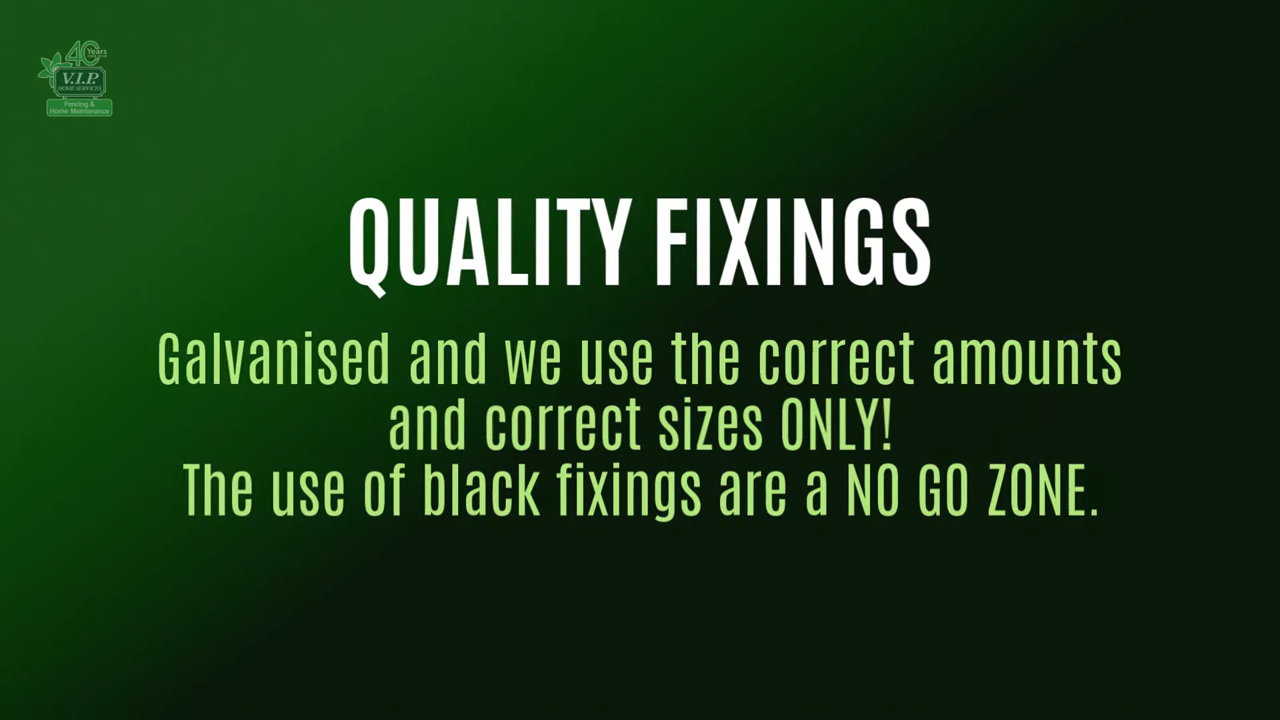 40 Years
V.I.P.
HOME SERVICES
Fencing &
Home Maintenance
QUALITY FIXINGS
Galvanised and we use the correct amounts
and correct sizes ONLY!
The use of black fixings are a NO GO ZONE.